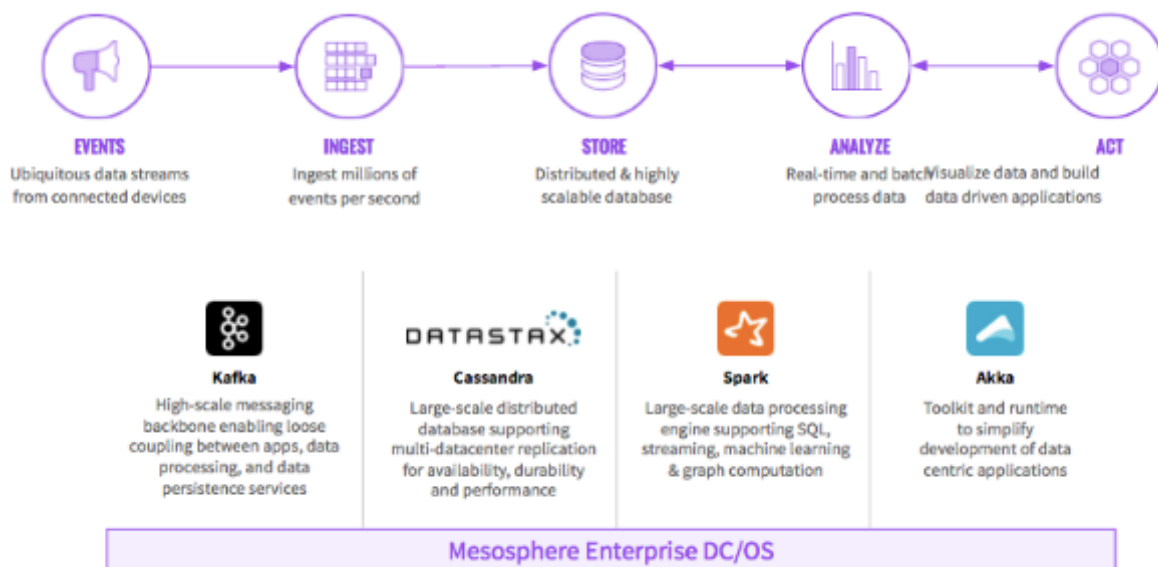 EVENTS
Ubiquitous data streams
from connected devices
INGEST
Ingest millions of
events per second
STORE
Distributed & highly
scalable database
ANALYZE
Real-time and batch
process data
ACT
Visualize data and build
data driven applications
Kafka
High-scale messaging
backbone enabling loose
coupling between apps, data
processing, and data
persistence services
DATASTAX
Cassandra
Large-scale distributed
database supporting
multi-datacenter replication
for availability, durability
and performance
Spark
Large-scale data processing
engine supporting SQL,
streaming, machine learning
& graph computation
Akka
Toolkit and runtime
to simplify
development of data
centric applications
Mesosphere Enterprise DC/OS